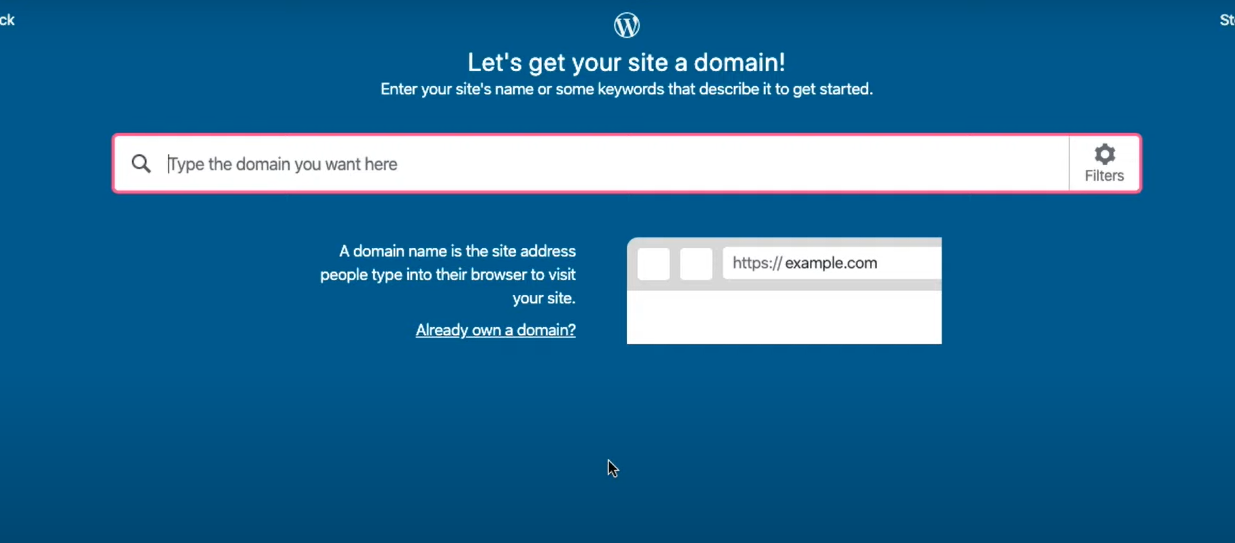 ck
St
Let's get your site a domain!
Enter your site's name or some keywords that describe it to get started.
Type the domain you want here
Filters
A domain name is the site address
people type into their browser to visit
your site.
Already own a domain?
https://example.com